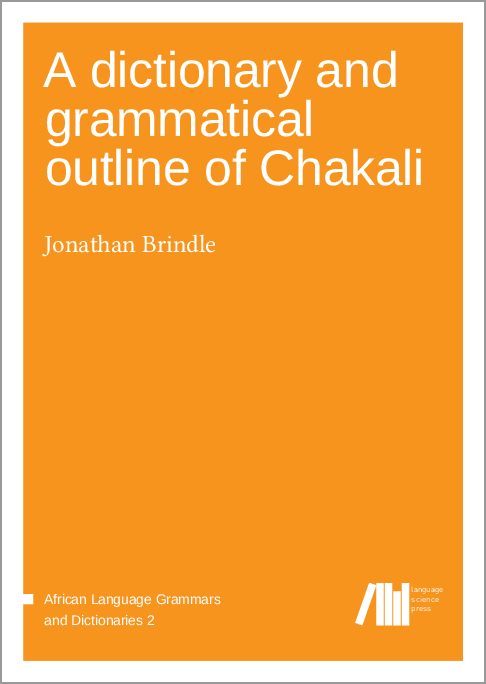 A dictionary and
grammatical
outline of Chakali
Jonathan Brindle
African Language Grammars
and Dictionaries 2
language
science
press